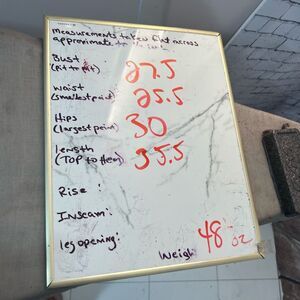 Measurements taken flat across
approximate to the inch
Bust
(pit to pit) 27.5
Waist
(smallest point) 25.5
Hips
(largest point) 30
Length
(TOP to Hem) 35.5
Rise:
Inseam:
leg opening:
Weigh: 48 oz